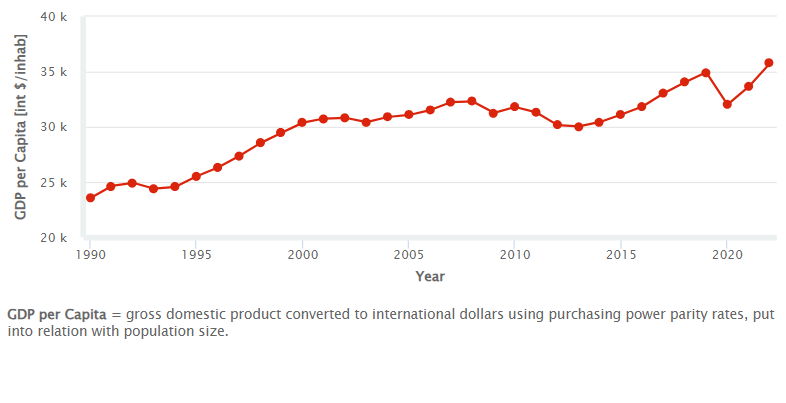 40 k
35 k
30 k
25 k
20 k
GDP per Capita [Int $/inhab]
1990 1995 2000 2005 2010 2015 2020
Year
GDP per Capita = gross domestic product converted to international dollars using purchasing power parity rates, put
into relation with population size.